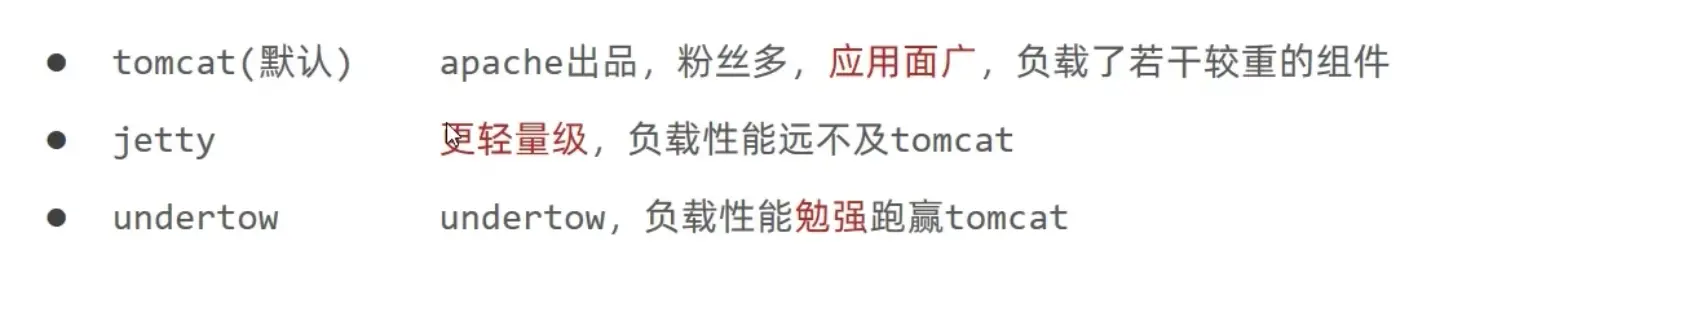 ● tomcat(默认) apache出品，粉丝多，应用面广，负载了若干较重的组件
● jetty 更轻量级，负载性能远不及tomcat
● undertow undertow，负载性能勉强跑赢tomcat